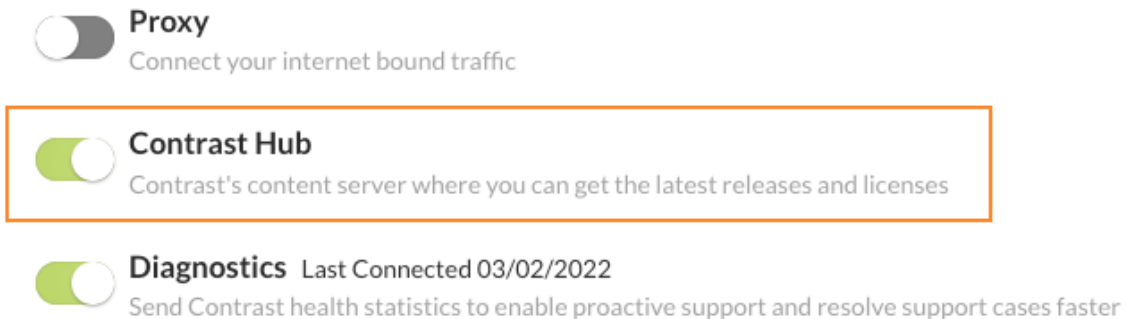 Proxy
Connect your internet bound traffic
Contrast Hub
Contrast's content server where you can get the latest releases and licenses
Diagnostics Last Connected 03/02/2022
Send Contrast health statistics to enable proactive support and resolve support cases faster